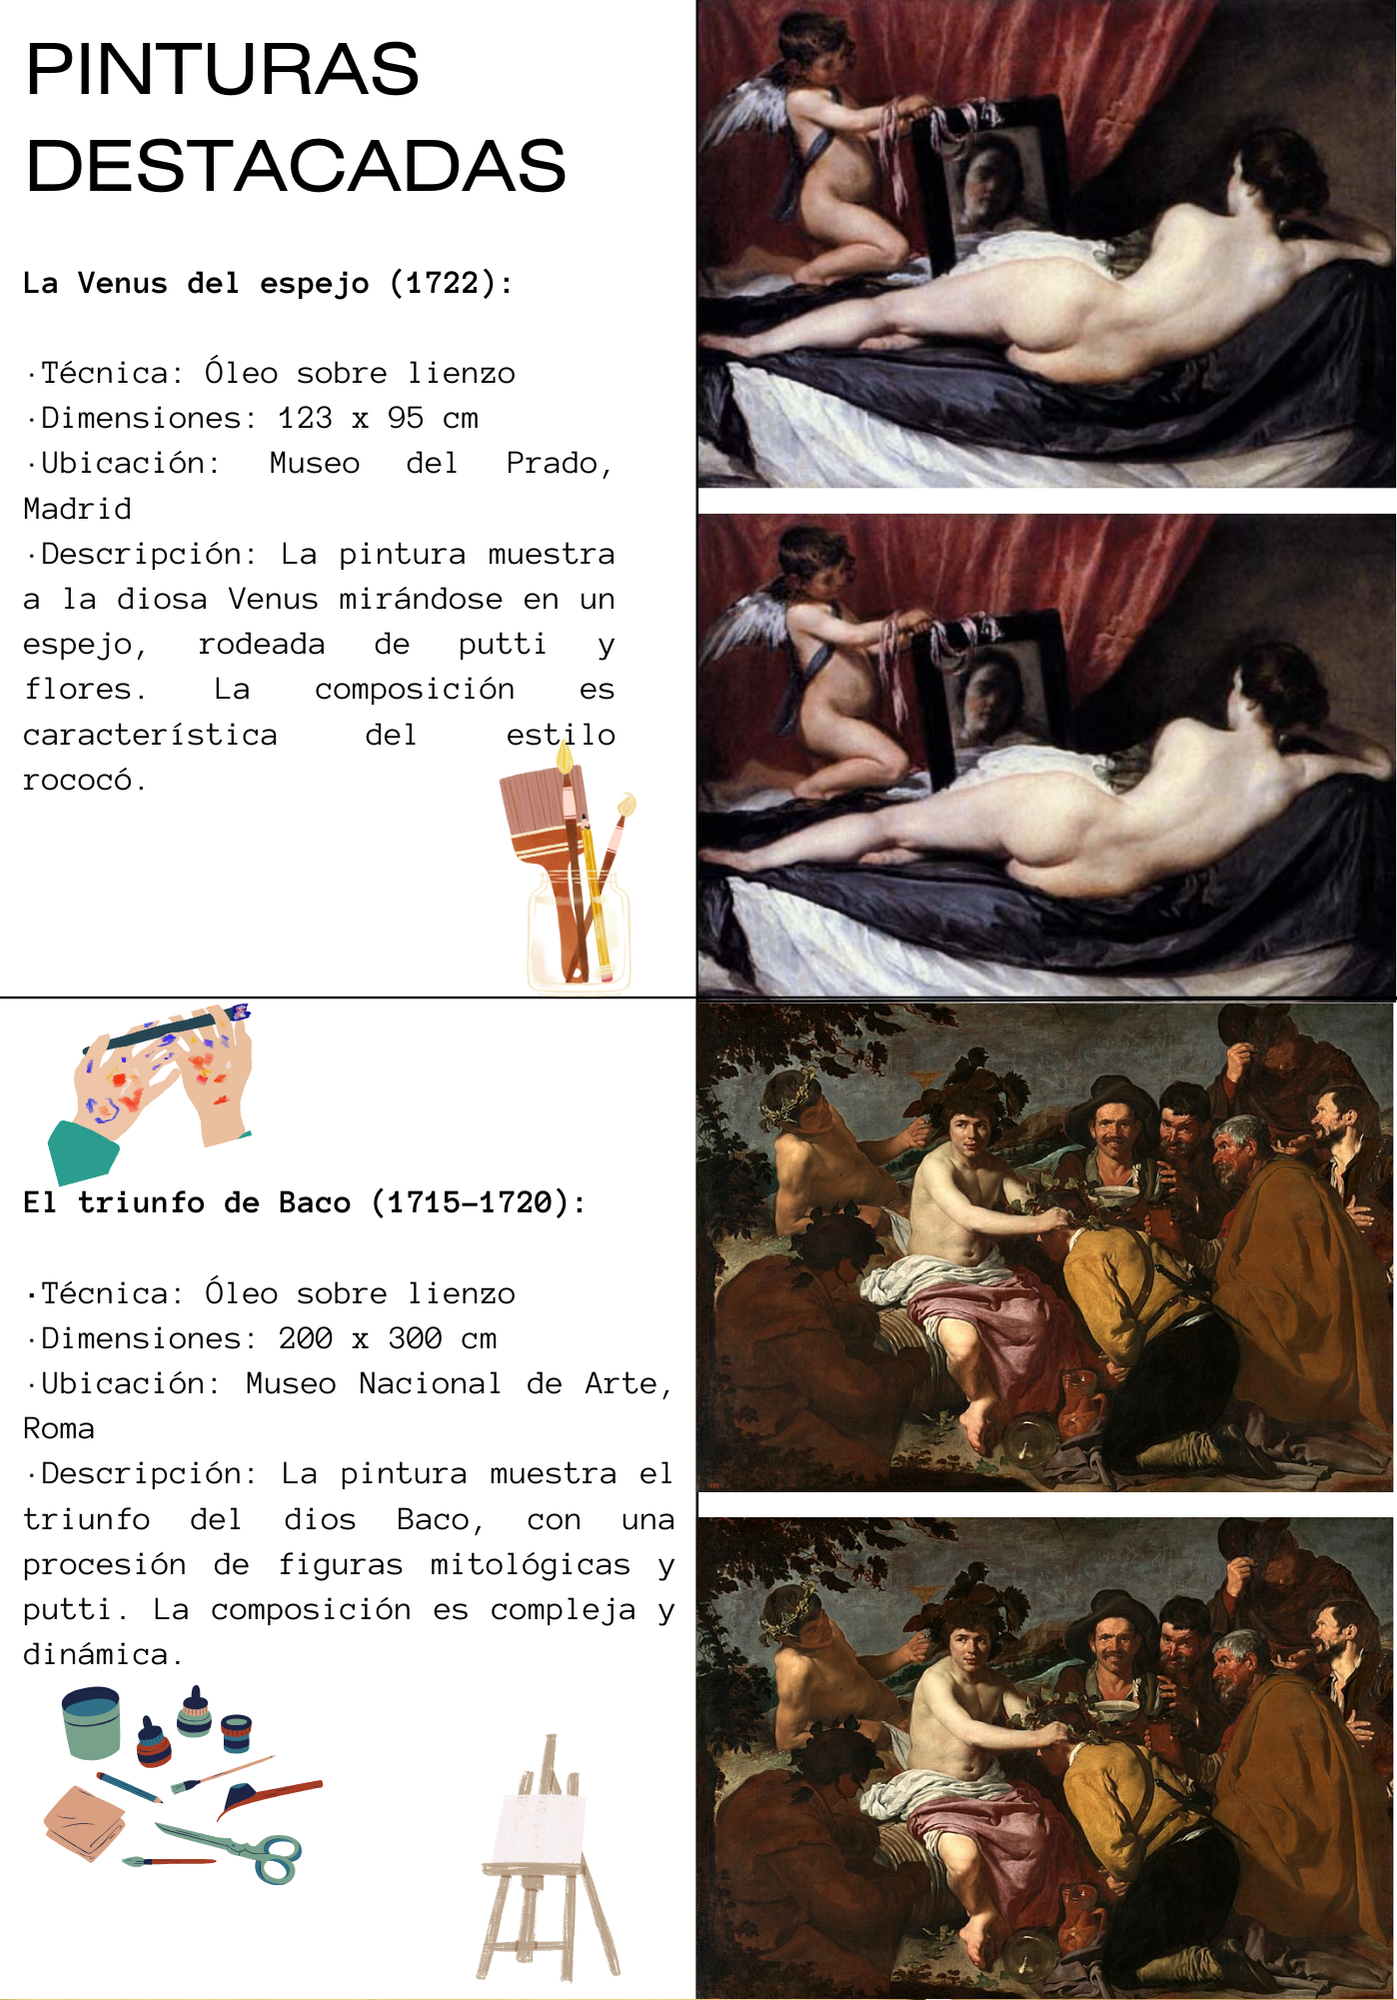 PINTURAS
DESTACADAS
La Venus del espejo (1722):
·Técnica: Óleo sobre lienzo
·Dimensiones: 123 x 95 cm
·Ubicación: Museo del Prado,
Madrid
·Descripción: La pintura muestra
a la diosa Venus mirándose en un
espejo, rodeada de putti y
flores. La composición es
característica del estilo
rococó.
El triunfo de Baco (1715-1720):
·Técnica: Óleo sobre lienzo
·Dimensiones: 200 x 300 cm
·Ubicación: Museo Nacional de Arte,
Roma
·Descripción: La pintura muestra el
triunfo del dios Baco, con una
procesión de figuras mitológicas y
putti. La composición es compleja y
dinámica.